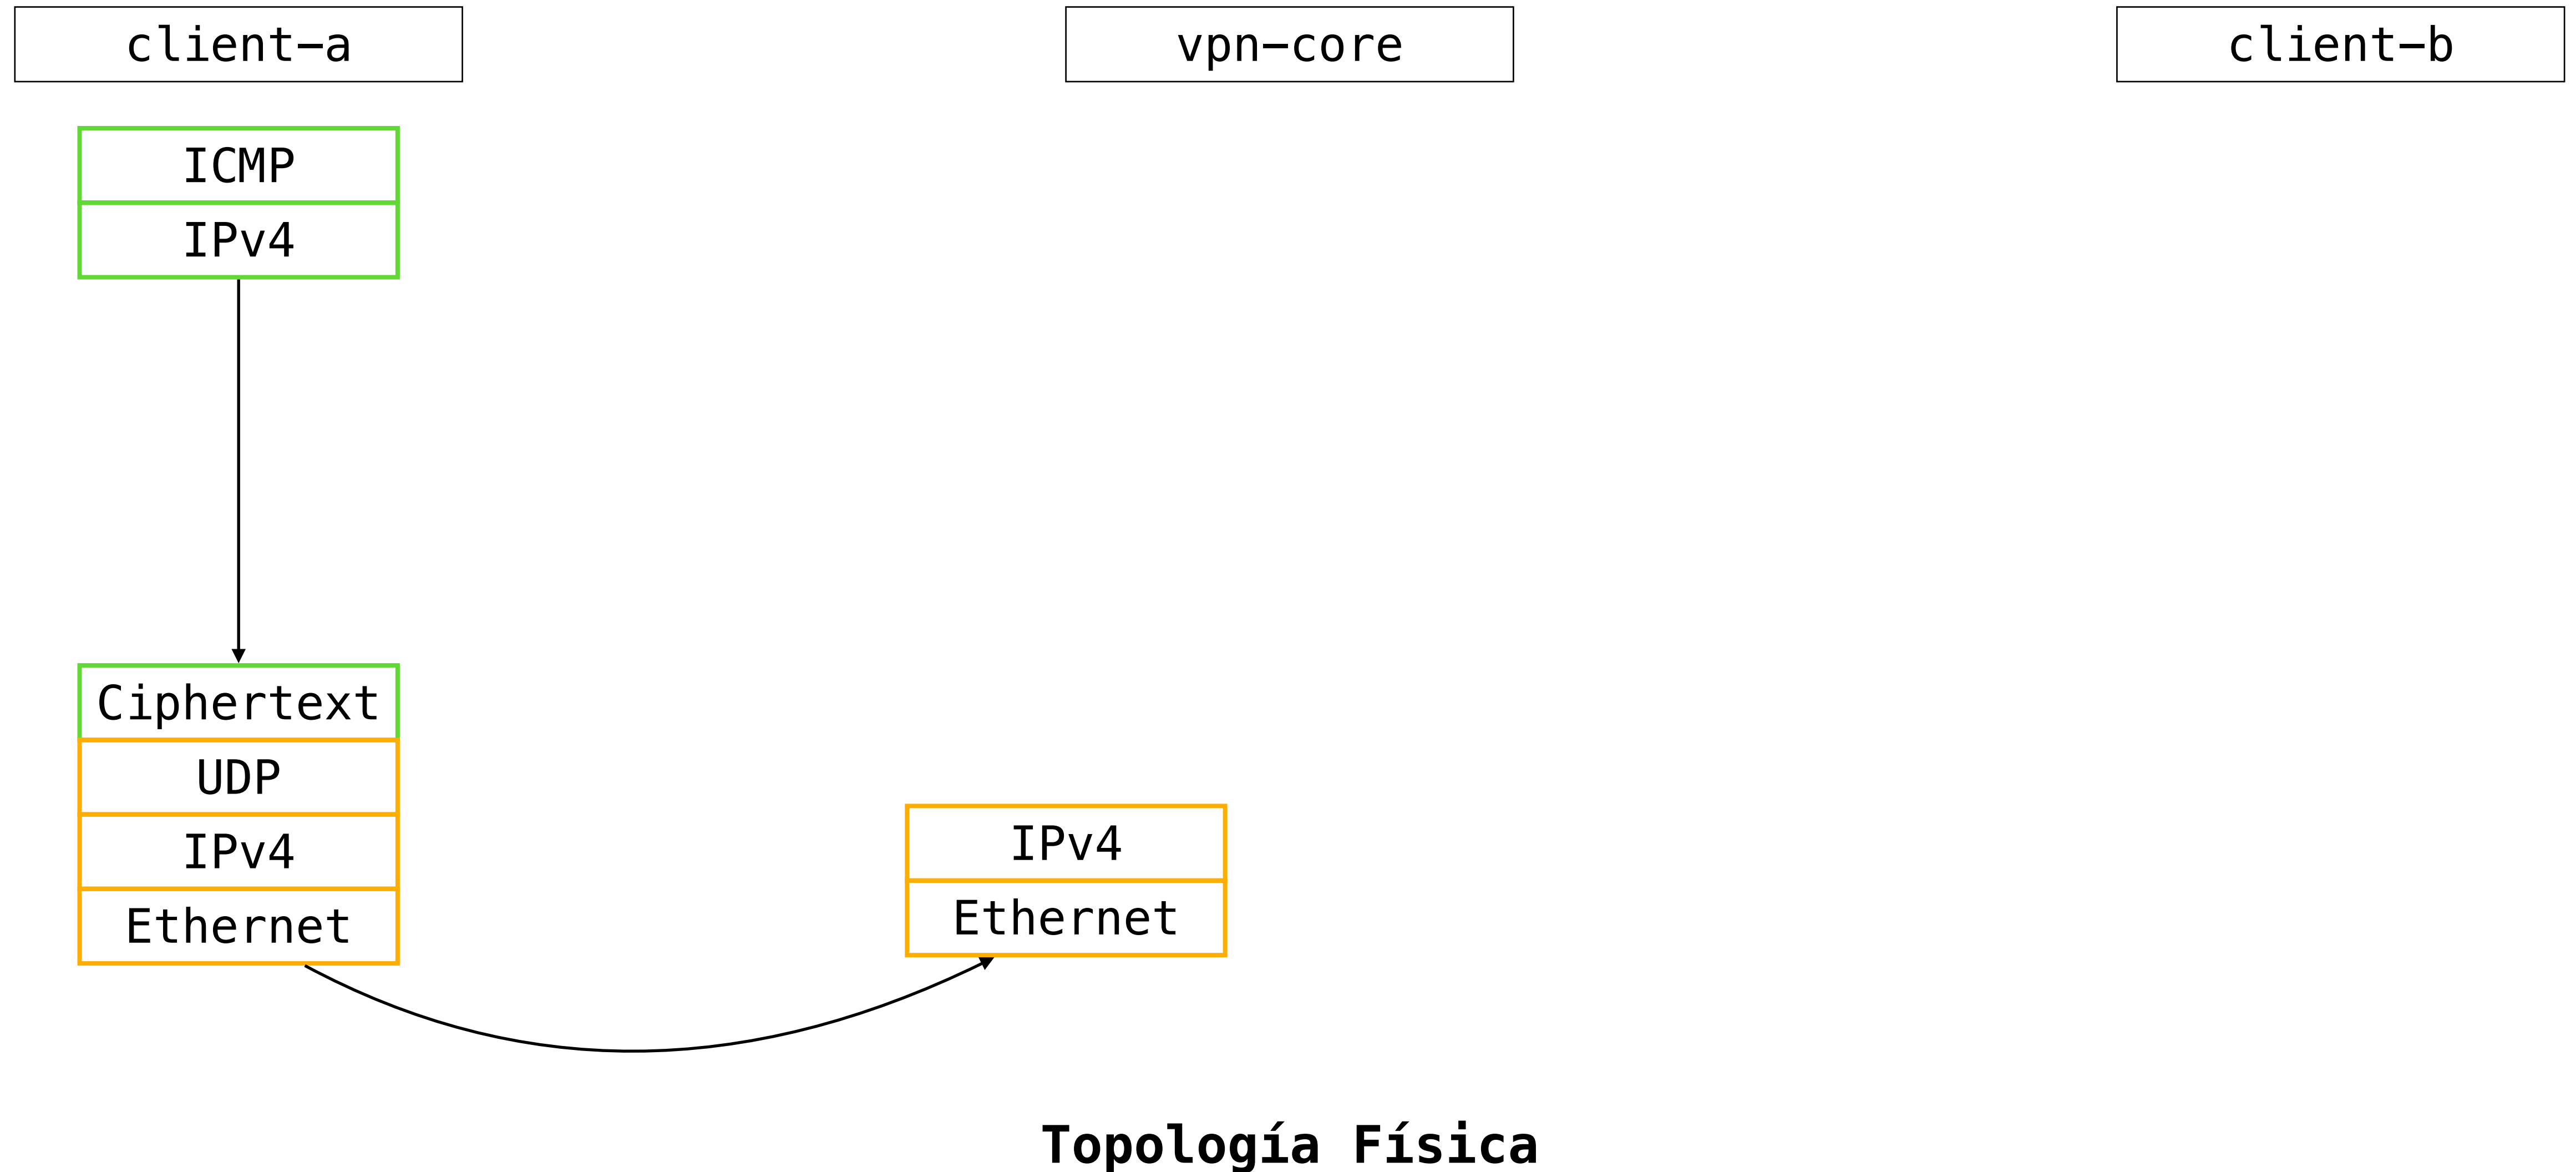 client-a
vpn-core
client-b
ICMP
IPv4
Ciphertext
UDP
IPv4
Ethernet
IPv4
Ethernet
Topología Física